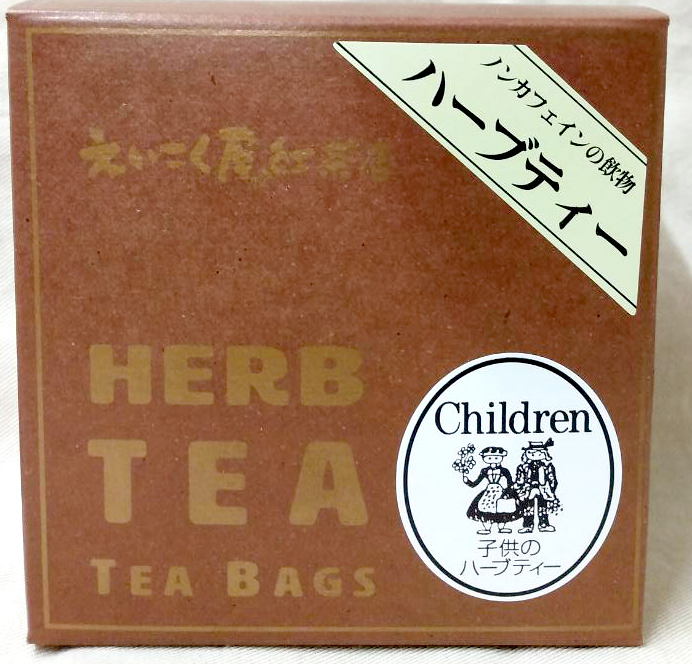 えいこく屋紅茶店
ノンカフェインの飲物
ハーブティー
HERB
TEA
TEA BAGS
Children
子供の
ハーブティー